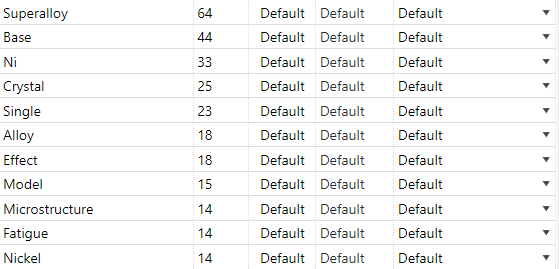 Superalloy 64 Default Default Default
Base 44 Default Default Default
Ni 33 Default Default Default
Crystal 25 Default Default Default
Single 23 Default Default Default
Alloy 18 Default Default Default
Effect 18 Default Default Default
Model 15 Default Default Default
Microstructure 14 Default Default Default
Fatigue 14 Default Default Default
Nickel 14 Default Default Default